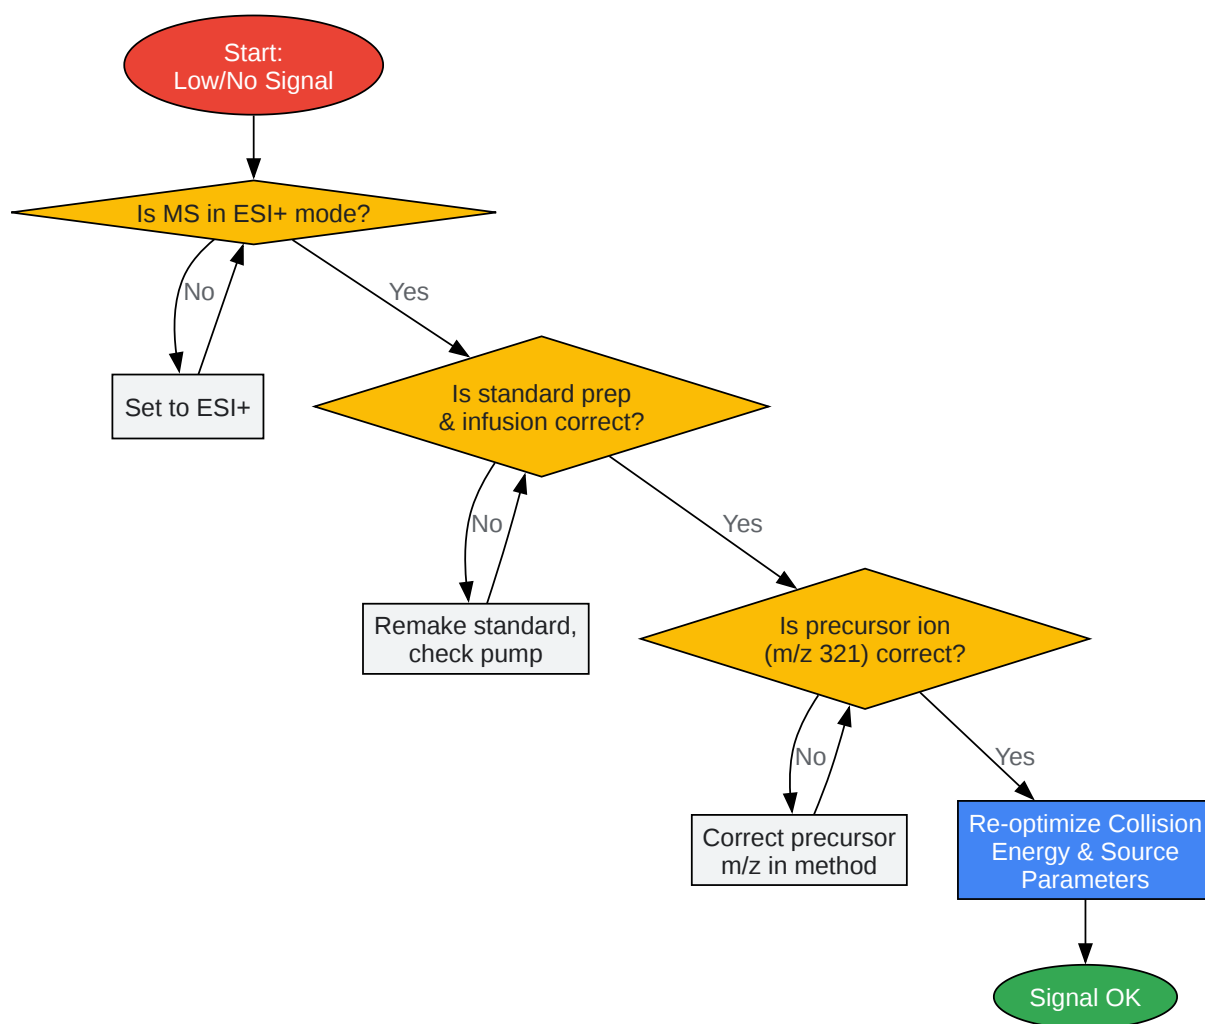 Start:
Low/No Signal
Is MS in ESI+ mode?
No
Yes
Set to ESI+
Is standard prep
& infusion correct?
No
Yes
Remake standard,
check pump
Is precursor ion
(m/z 321) correct?
No
Yes
Correct precursor
m/z in method
Re-optimize Collision
Energy & Source
Parameters
Signal OK